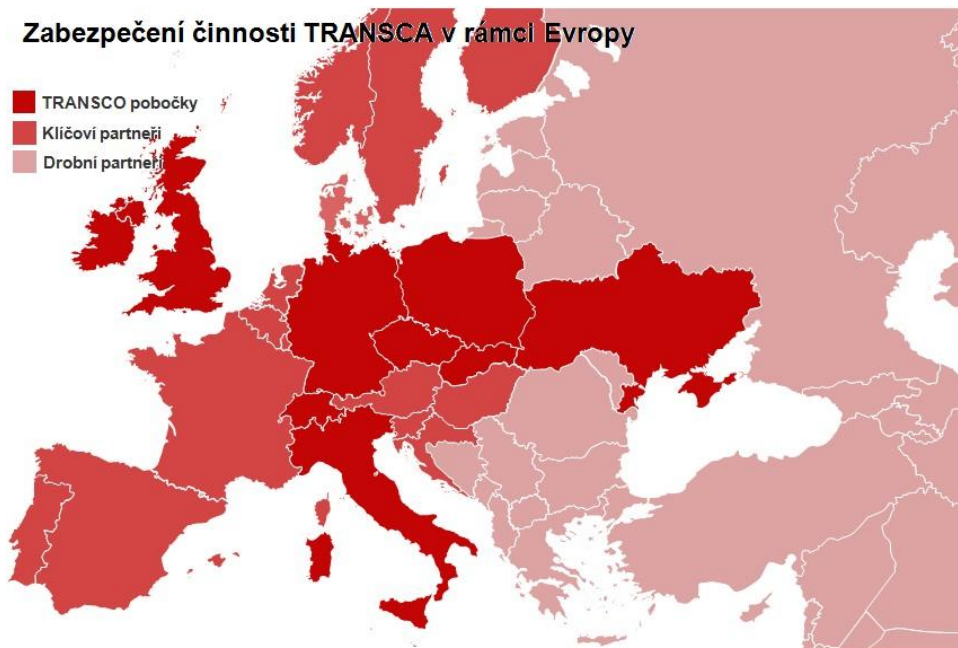 Zabezpečení činnosti TRANSCA v rámci Evropy
TRANSCO pobočky
Klíčoví partneři
Drobní partneři